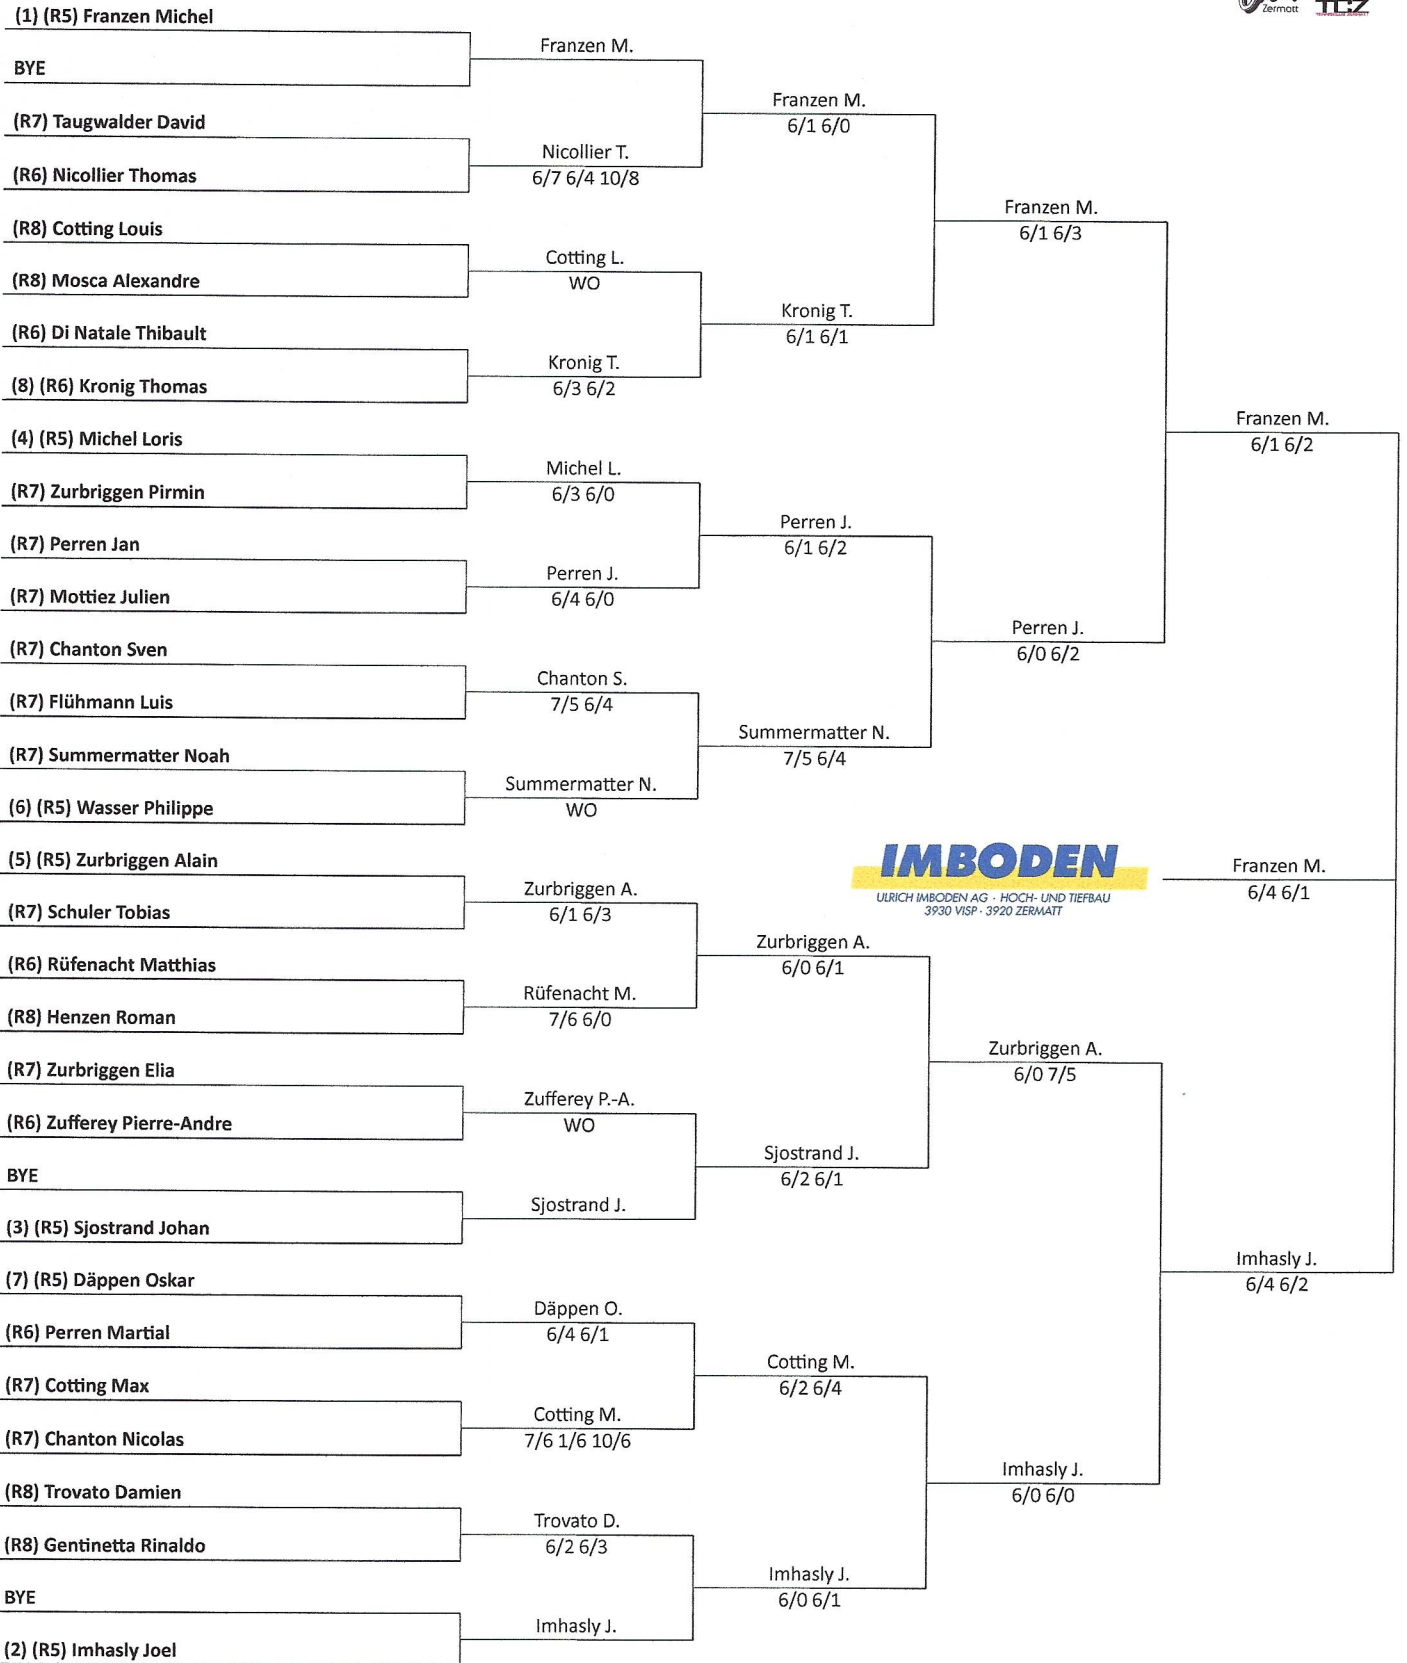 Zermatt
TCZ
(1) (R5) Franzen Michel
BYE
(R7) Taugwalder David
(R6) Nicollier Thomas
(R8) Cotting Louis
(R8) Mosca Alexandre
(R6) Di Natale Thibault
(8) (R6) Kronig Thomas
(4) (R5) Michel Loris
(R7) Zurbriggen Pirmin
(R7) Perren Jan
(R7) Mottiez Julien
(R7) Chanton Sven
(R7) Flühmann Luis
(R7) Summermatter Noah
(6) (R5) Wasser Philippe
(5) (R5) Zurbriggen Alain
(R7) Schuler Tobias
(R6) Rüfenacht Matthias
(R8) Henzen Roman
(R7) Zurbriggen Elia
(R6) Zufferey Pierre-Andre
BYE
(3) (R5) Sjostrand Johan
(7) (R5) Däppen Oskar
(R6) Perren Martial
(R7) Cotting Max
(R7) Chanton Nicolas
(R8) Trovato Damien
(R8) Gentinetta Rinaldo
BYE
(2) (R5) Imhasly Joel
Franzen M.
Nicollier T.
6/7 6/4 10/8
Cotting L.
WO
Kronig T.
6/3 6/2
Michel L.
6/3 6/0
Perren J.
6/4 6/0
Chanton S.
7/5 6/4
Summermatter N.
WO
Zurbriggen A.
6/1 6/3
Rüfenacht M.
7/6 6/0
Zufferey P.-A.
WO
Sjostrand J.
Däppen O.
6/4 6/1
Cotting M.
7/6 1/6 10/6
Trovato D.
6/2 6/3
Imhasly J.
Franzen M.
6/1 6/0
Kronig T.
6/1 6/1
Perren J.
6/1 6/2
Summermatter N.
7/5 6/4
Zurbriggen A.
6/0 6/1
Sjostrand J.
6/2 6/1
Cotting M.
6/2 6/4
Imhasly J.
6/0 6/1
Franzen M.
6/1 6/3
Perren J.
6/0 6/2
Zurbriggen A.
6/0 7/5
Imhasly J.
6/0 6/0
Franzen M.
6/1 6/2
Imhasly J.
6/4 6/2
IMBODEN
ULRICH IMBODEN AG · HOCH- UND TIEFBAU
3930 VISP · 3920 ZERMATT
Franzen M.
6/4 6/1